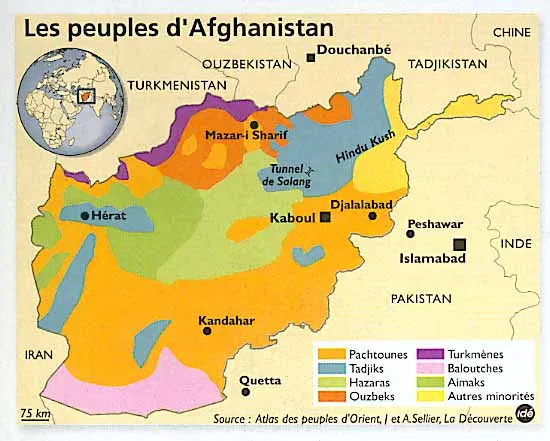 Les peuples d'Afghanistan
CHINE
Douchanbé
OUZBEKISTAN
TADJIKISTAN
TURKMENISTAN
Mazar-i Sharif
Hindu Kush
Tunnel
de Salang
Hérat
Kaboul
Djalalabad
Peshawar
INDE
Islamabad
PAKISTAN
Kandahar
IRAN
Quetta
Pachtounes
Tadjiks
Hazaras
Ouzbeks
Turkmènes
Baloutches
Aimaks
Autres minorités
75 km
Source : Atlas des peuples d'Orient, J et A.Sellier, La Découverte
idé